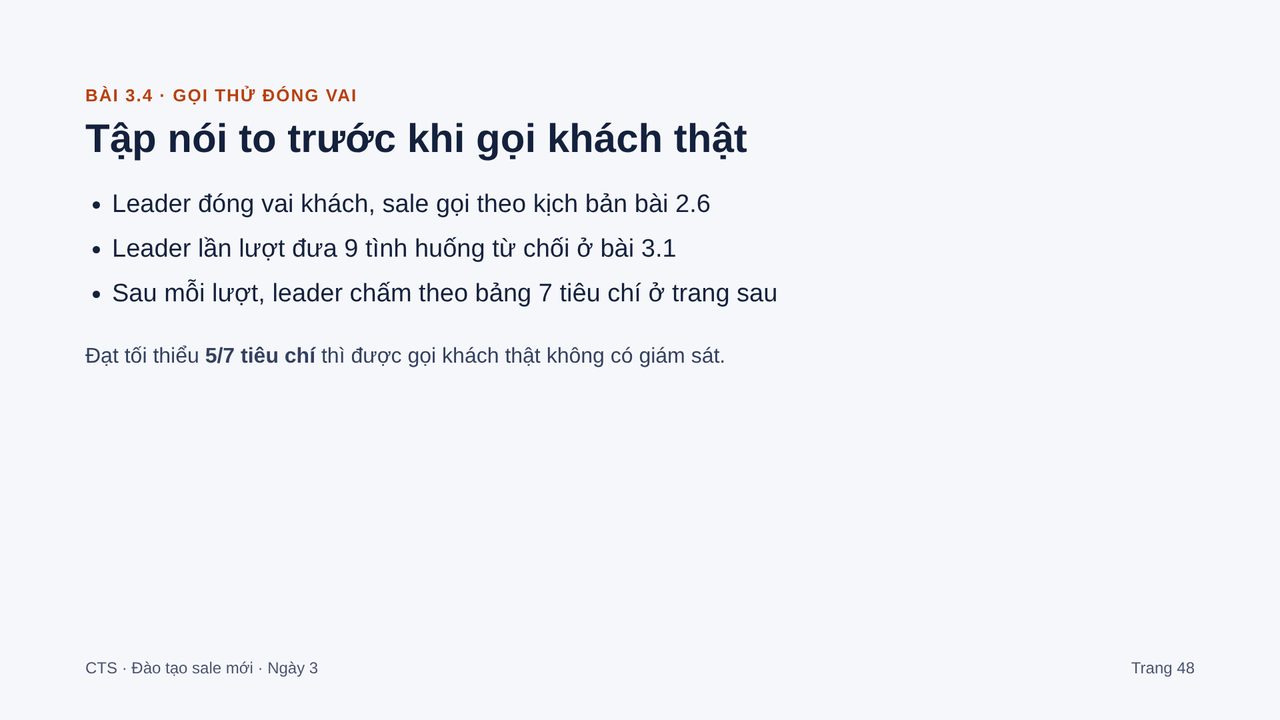 BÀI 3.4 · GỌI THỬ ĐÓNG VAI
Tập nói to trước khi gọi khách thật
• Leader đóng vai khách, sale gọi theo kịch bản bài 2.6
• Leader lần lượt đưa 9 tình huống từ chối ở bài 3.1
• Sau mỗi lượt, leader chấm theo bảng 7 tiêu chí ở trang sau
Đạt tối thiểu 5/7 tiêu chí thì được gọi khách thật không có giám sát.
CTS · Đào tạo sale mới · Ngày 3
Trang 48